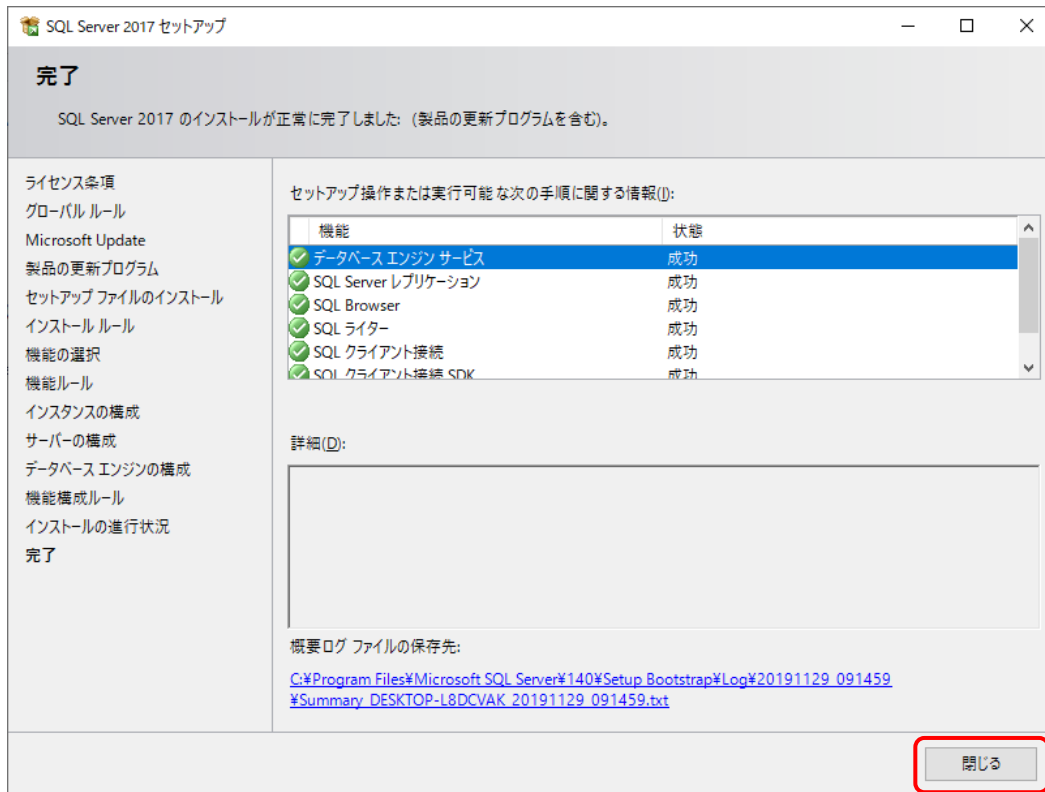 SQL Server 2017 セットアップ
完了
SQL Server 2017 のインストールが正常に完了しました: (製品の更新プログラムを含む)。
ライセンス条項
グローバル ルール
Microsoft Update
製品の更新プログラム
セットアップ ファイルのインストール
インストール ルール
機能の選択
機能ルール
インスタンスの構成
サーバーの構成
データベース エンジンの構成
機能構成ルール
インストールの進行状況
完了
セットアップ操作または実行可能な次の手順に関する情報(I):
機能 状態
データベース エンジン サービス 成功
SQL Server レプリケーション 成功
SQL Browser 成功
SQL ライター 成功
SQL クライアント接続 成功
SQL クライアント接続 SDK 成功
詳細(D):
概要ログ ファイルの保存先:
C:¥Program Files¥Microsoft SQL Server¥140¥Setup Bootstrap¥Log¥20191129_091459
¥Summary_DESKTOP-L8DCVAK_20191129_091459.txt
閉じる